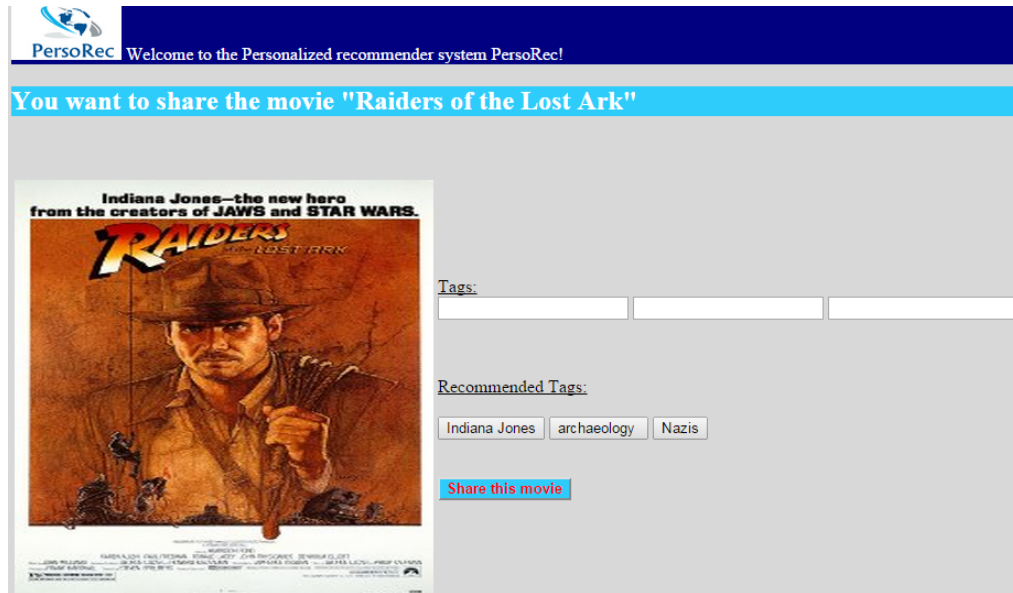 PersoRec
Welcome to the Personalized recommender system PersoRec!
You want to share the movie "Raiders of the Lost Ark"
Indiana Jones—the new hero
from the creators of JAWS and STAR WARS.
RAIDERS
of the LOST ARK
Tags:
Recommended Tags:
Indiana Jones archaeology Nazis
Share this movie